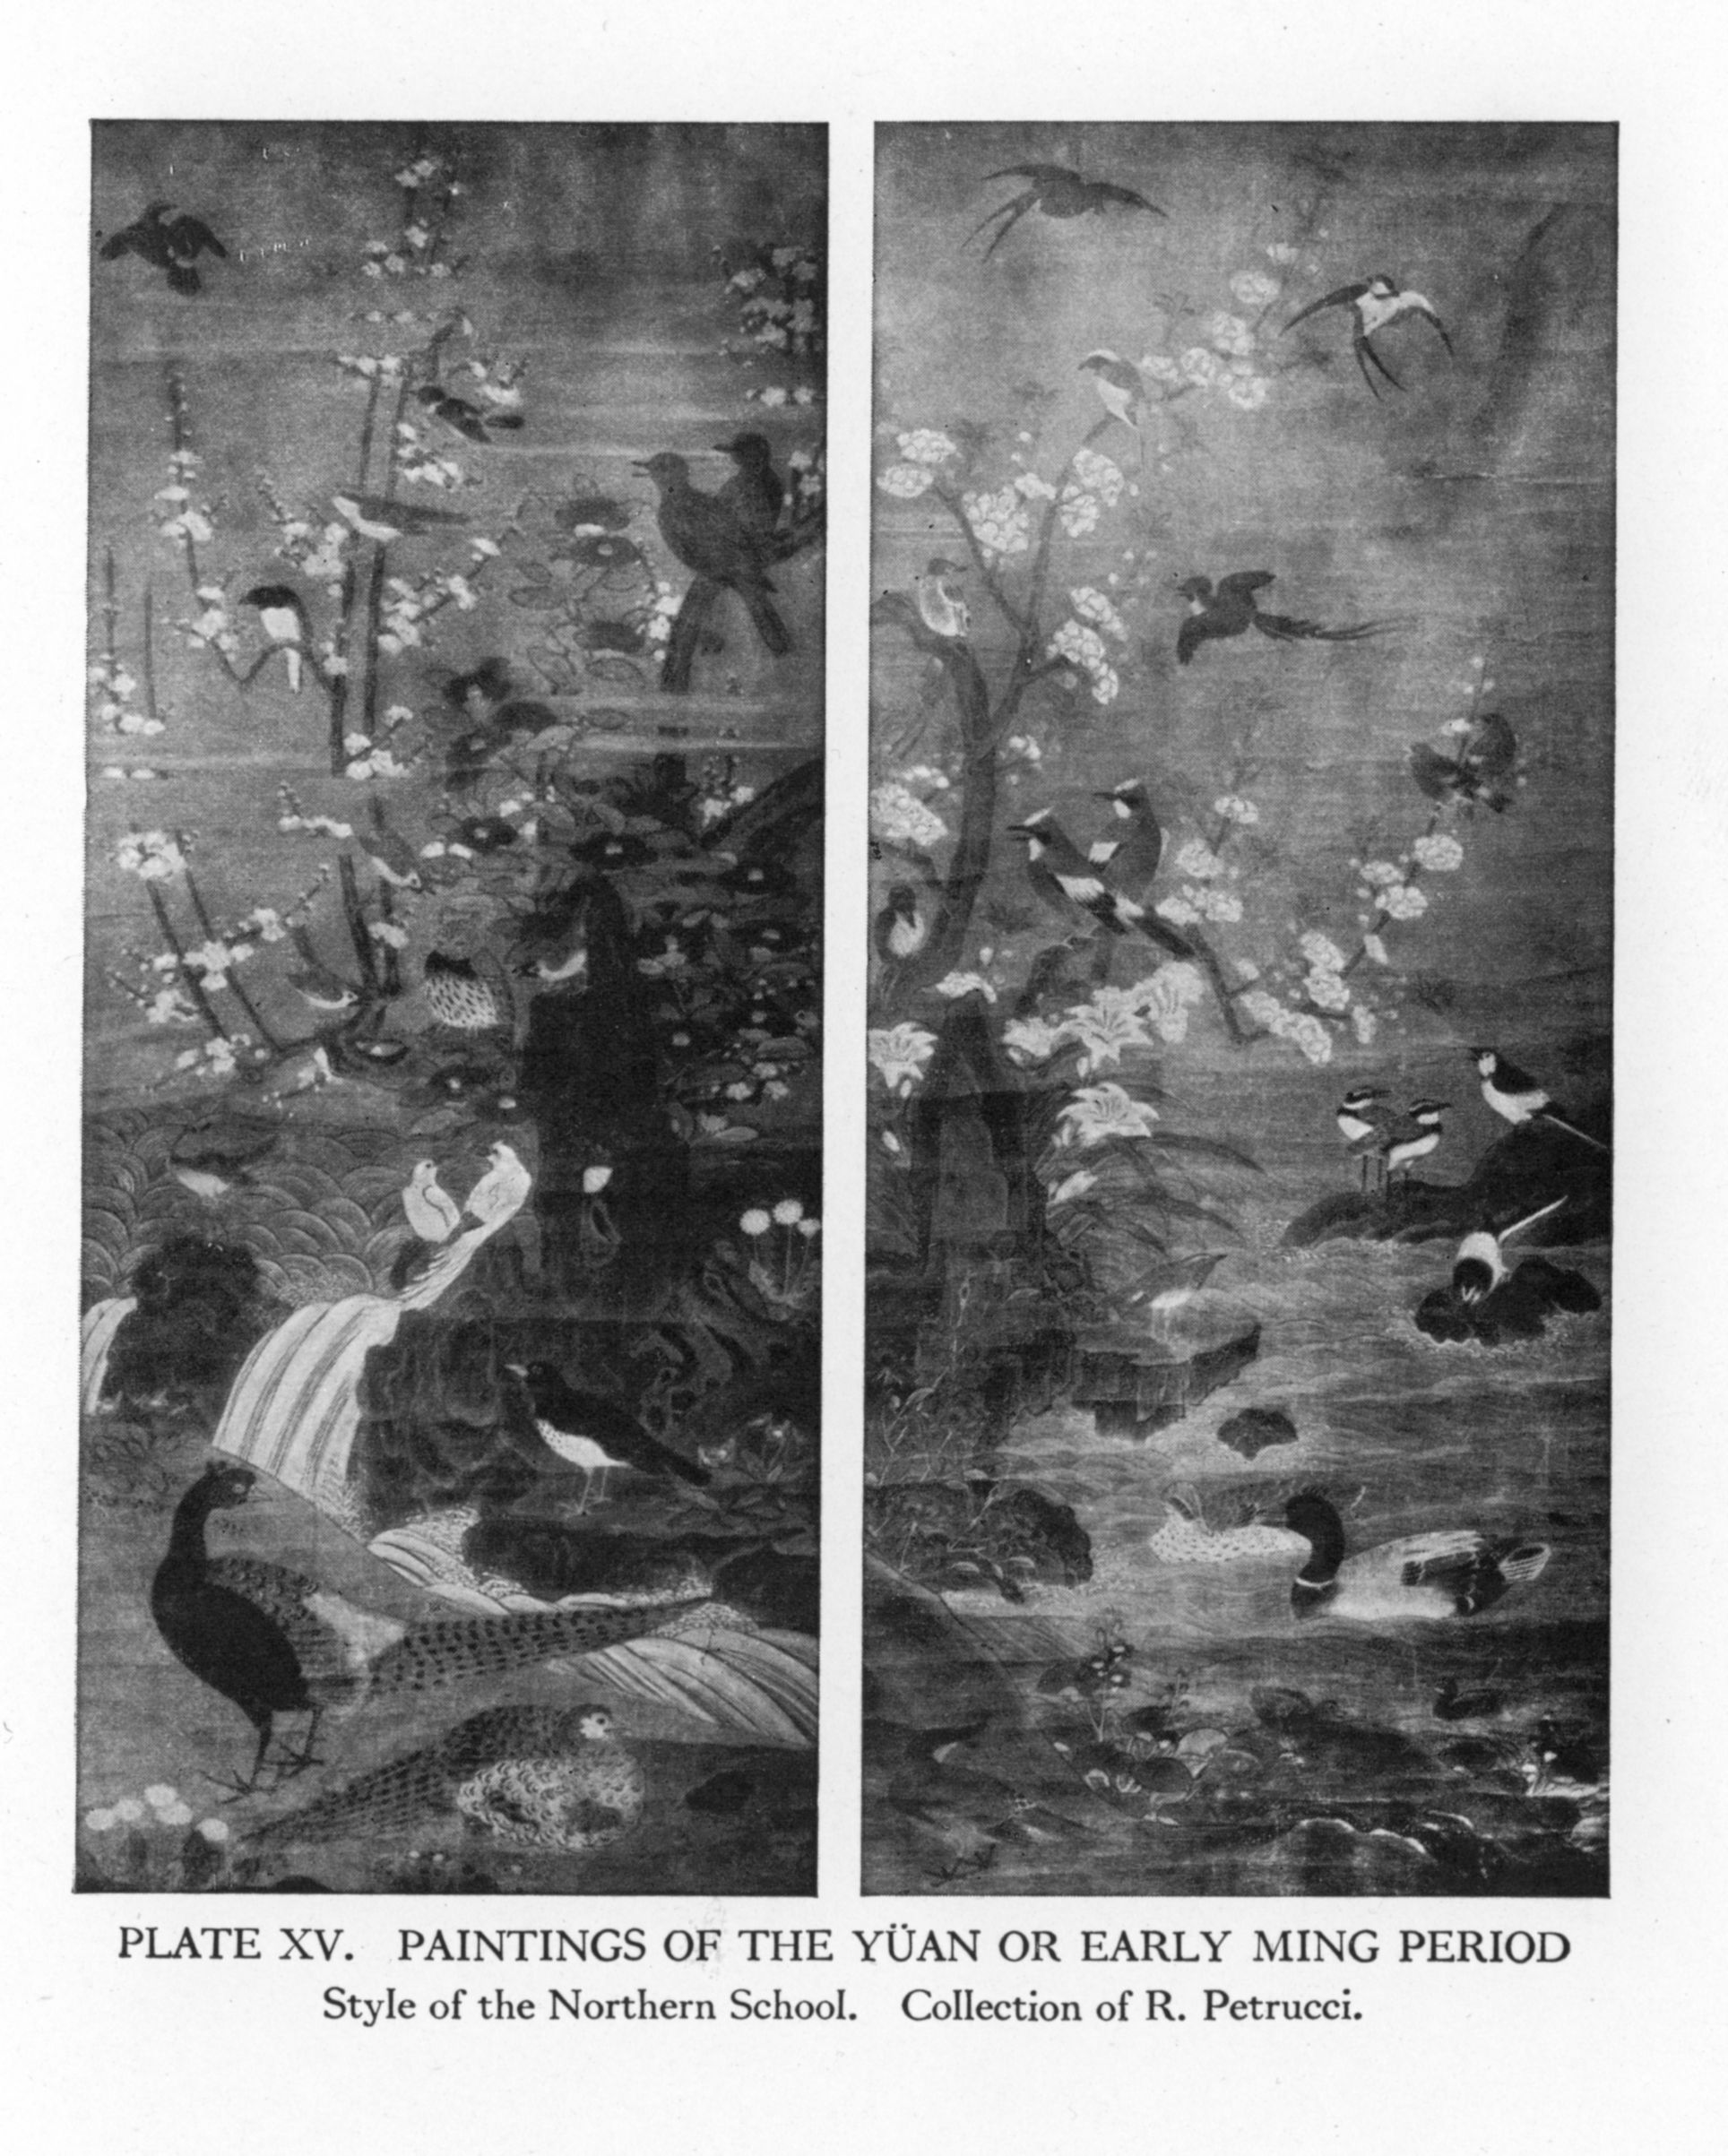 PLATE XV. PAINTINGS OF THE YÜAN OR EARLY MING PERIOD
Style of the Northern School. Collection of R. Petrucci.